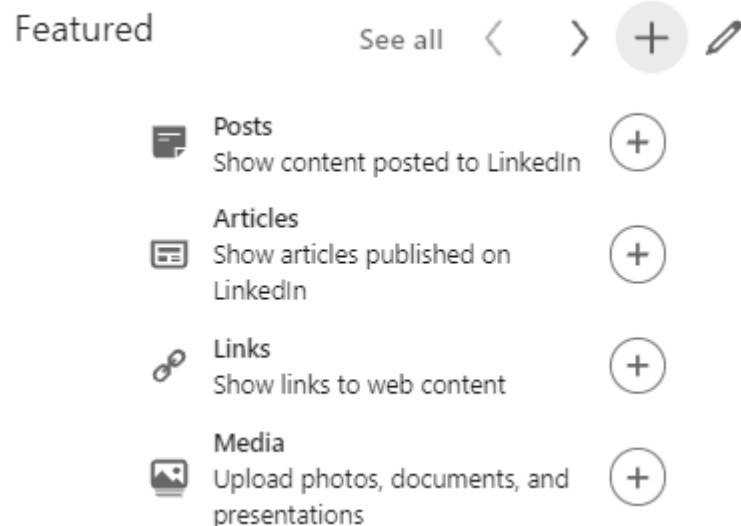 Featured
See all
Posts
Show content posted to LinkedIn
Articles
Show articles published on
LinkedIn
Links
Show links to web content
Media
Upload photos, documents, and
presentations